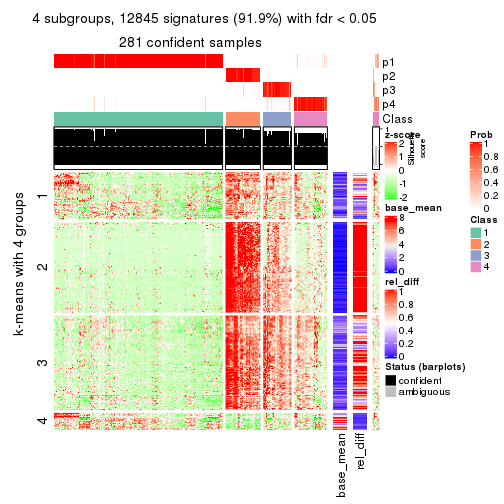 4 subgroups, 12845 signatures (91.9%) with fdr < 0.05
281 confident samples
p1
p2
p3
p4
Class
1
Silhouette
score
k-means with 4 groups
1
2
3
4
base_mean
rel_diff
z-score
2
1
0
-1
-2
base_mean
8
6
4
2
0
rel_diff
1
0.8
0.6
0.4
0.2
0
Status (barplots)
confident
ambiguous
Prob
1
0.8
0.6
0.4
0.2
0
Class
1
2
3
4